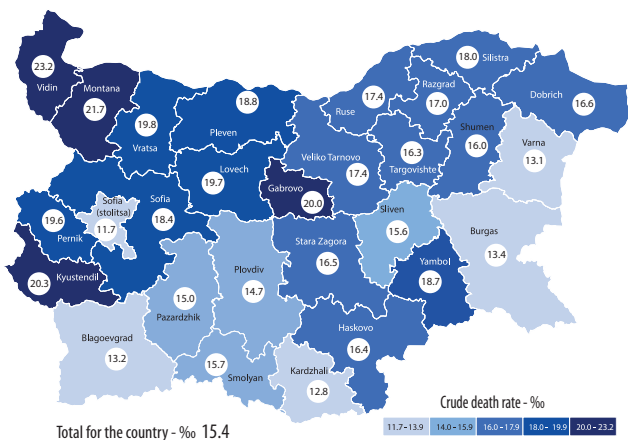 23.2
Vidin
Montana
21.7
19.8
Vratsa
18.8
Pleven
19.7
Lovech
Gabrovo
20.0
Veliko Tarnovo
17.4
Ruse
17.4
Razgrad
17.0
18.0
Silistra
Dobrich
16.6
Shumen
16.0
Varna
13.1
16.3
Targovishte
Sofia
(stolitsa)
11.7
Sofia
18.4
19.6
Pernik
20.3
Kyustendil
Blagoevgrad
13.2
15.0
Pazardzhik
Plovdiv
14.7
15.7
Smolyan
Stara Zagora
16.5
Sliven
15.6
Burgas
13.4
Yambol
18.7
Haskovo
16.4
Kardzhali
12.8
Total for the country - ‰ 15.4
Crude death rate - ‰
11.7 - 13.9 14.0 - 15.9 16.0 - 17.9 18.0 - 19.9 20.0 - 23.2